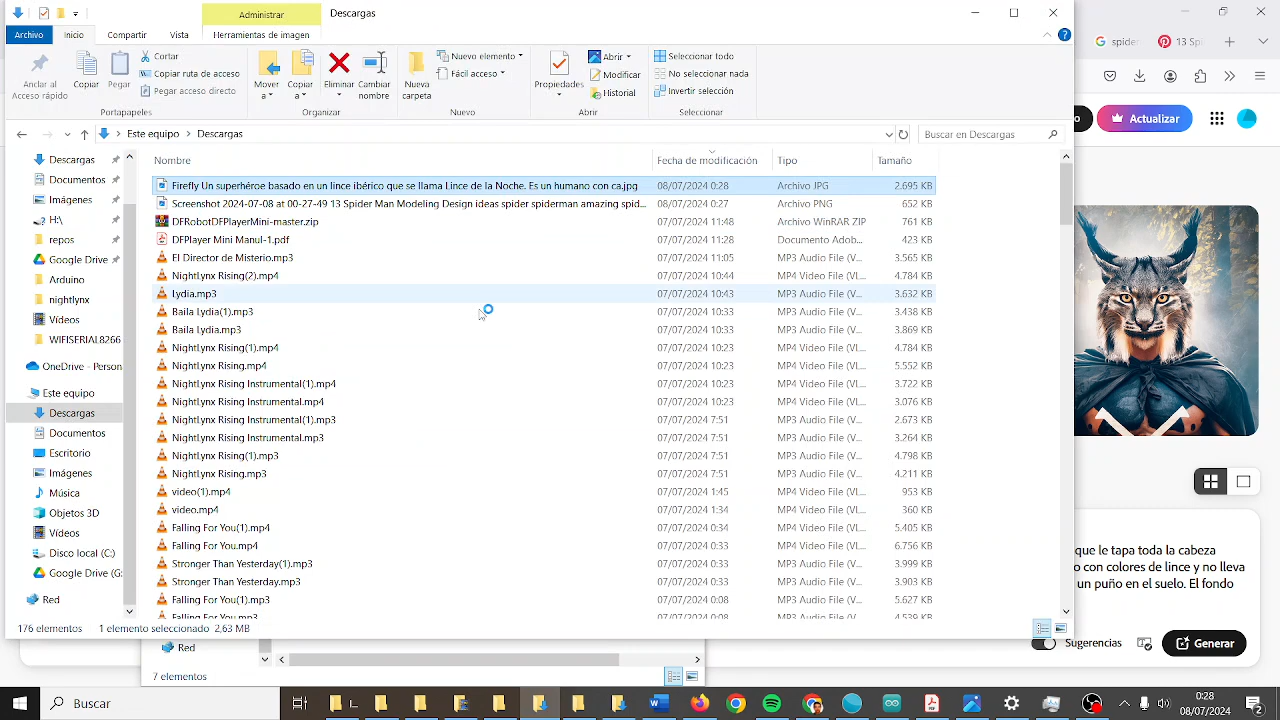 Administrar
Descargas
Archivo
Inicio
Compartir
Vista
Herramientas de imagen
Anclar al
Acceso rápido
Copiar
Pegar
Cortar
Copiar ruta de acceso
Pegar acceso directo
Portapapeles
Mover
a
Copiar
a
Eliminar
Cambiar
nombre
Organizar
Nueva
carpeta
Nuevo elemento
Fácil acceso
Nuevo
Propiedades
Abrir
Modificar
Historial
Abrir
Seleccionar todo
No seleccionar nada
Invertir selección
Seleccionar
spider
13 Spi
Actualizar
Este equipo > Descargas
Buscar en Descargas
Nombre Fecha de modificación Tipo Tamaño
Firefly Un superhéroe basado en un lince ibérico que se llama Lince de la Noche. Es un humano con ca.jpg 08/07/2024 0:28 Archivo JPG 2.695 KB
Screenshot 2024-07-08 at 00-27-49 13 Spider Man Modeling Design ideas spider spiderman amazing spid... 08/07/2024 0:27 Archivo PNG 765 KB
DFRobotDFPlayerMini-master.zip 07/07/2024 11:48 Archivo WinRAR ZIP 761 KB
DFPlayer Mini Manul-1.pdf 07/07/2024 11:28 Documento Adob... 423 KB
El Director de Misterio.mp3 07/07/2024 11:05 MP3 Audio File (V... 3.565 KB
Nightlynx Rising(2).mp4 07/07/2024 10:44 MP4 Video File (VL... 4.784 KB
Lydia.mp3 07/07/2024 10:43 MP3 Audio File (V... 3.632 KB
Baila Lydia(1).mp3 07/07/2024 10:33 MP3 Audio File (V... 3.438 KB
Baila Lydia.mp3 07/07/2024 10:33 MP3 Audio File (V... 3.869 KB
Nightlynx Rising(1).mp4 07/07/2024 10:23 MP4 Video File (VL... 4.784 KB
Nightlynx Rising.mp4 07/07/2024 10:23 MP4 Video File (VL... 5.552 KB
Nightlynx Rising Instrumental(1).mp4 07/07/2024 10:23 MP4 Video File (VL... 3.722 KB
Nightlynx Rising Instrumental.mp4 07/07/2024 10:23 MP4 Video File (VL... 3.076 KB
Nightlynx Rising Instrumental(1).mp3 07/07/2024 7:51 MP3 Audio File (V... 2.673 KB
Nightlynx Rising Instrumental.mp3 07/07/2024 7:51 MP3 Audio File (V... 3.264 KB
Nightlynx Rising(1).mp3 07/07/2024 7:51 MP3 Audio File (V... 4.798 KB
Nightlynx Rising.mp3 07/07/2024 7:51 MP3 Audio File (V... 4.211 KB
video(1).mp4 07/07/2024 1:45 MP4 Video File (VL... 953 KB
video.mp4 07/07/2024 1:34 MP4 Video File (VL... 360 KB
Falling For You(1).mp4 07/07/2024 0:34 MP4 Video File (VL... 5.405 KB
Falling For You.mp4 07/07/2024 0:33 MP4 Video File (VL... 6.756 KB
Stronger Than Yesterday(1).mp3 07/07/2024 0:33 MP3 Audio File (V... 3.999 KB
Stronger Than Yesterday.mp3 07/07/2024 0:33 MP3 Audio File (V... 3.903 KB
Falling For You(1).mp3 07/07/2024 0:08 MP3 Audio File (V... 5.627 KB
Falling For You.mp3 07/07/2024 0:08 MP3 Audio File (V... 4.539 KB
Descargas
Documentos
Imágenes
H:\
repos
Google Drive
Arduino
nightlynx
Vídeos
WIFISERIAL8266
OneDrive - Person
Este equipo
Descargas
Documentos
Escritorio
Imágenes
Música
Objetos 3D
Vídeos
Disco local (C:)
Google Drive (G:
Red
176 elementos 1 elemento seleccionado 2,63 MB
que le tapa toda la cabeza
o con colores de lince y no lleva
un puño en el suelo. El fondo
Sugerencias
Generar
Red
7 elementos
Buscar
0:28
08/07/2024
2